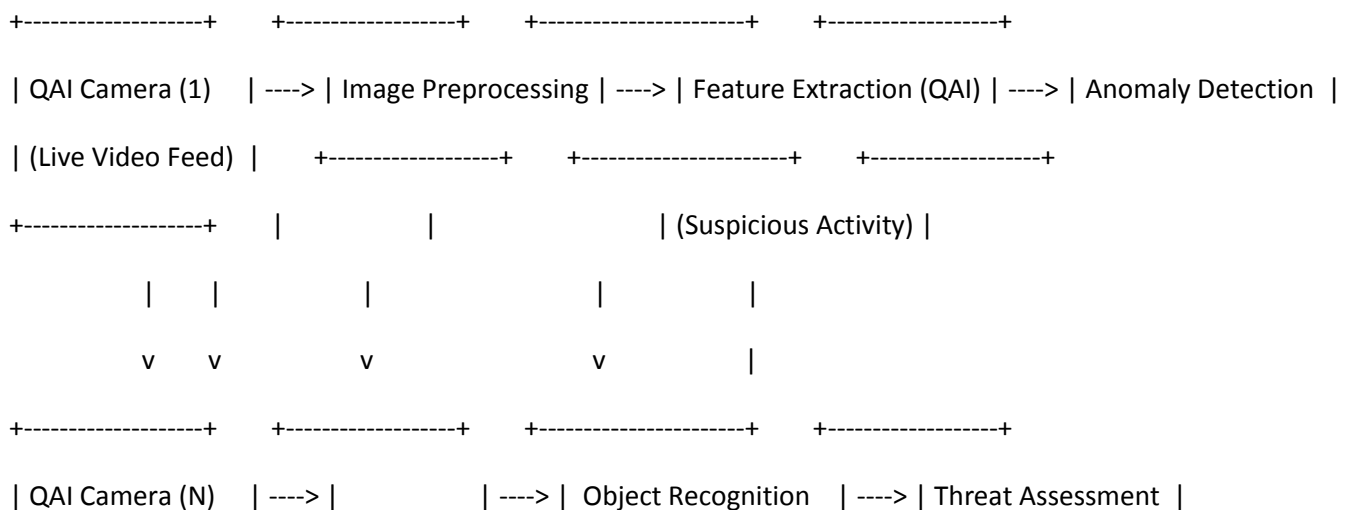 +--------------------+ +-------------------+ +-----------------------+ +-------------------+
| QAI Camera (1) | ----> | Image Preprocessing | ----> | Feature Extraction (QAI) | ----> | Anomaly Detection |
| (Live Video Feed) | +-------------------+ +-----------------------+ +-------------------+
+--------------------+ | | | (Suspicious Activity) |
| | | | |
v v v v |
+--------------------+ +-------------------+ +-----------------------+ +-------------------+
| QAI Camera (N) | ----> | | ----> | Object Recognition | ----> | Threat Assessment |